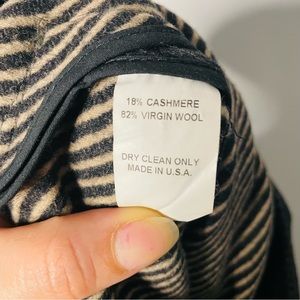 18% CASHMERE
82% VIRGIN WOOL
DRY CLEAN ONLY
MADE IN U.S.A.